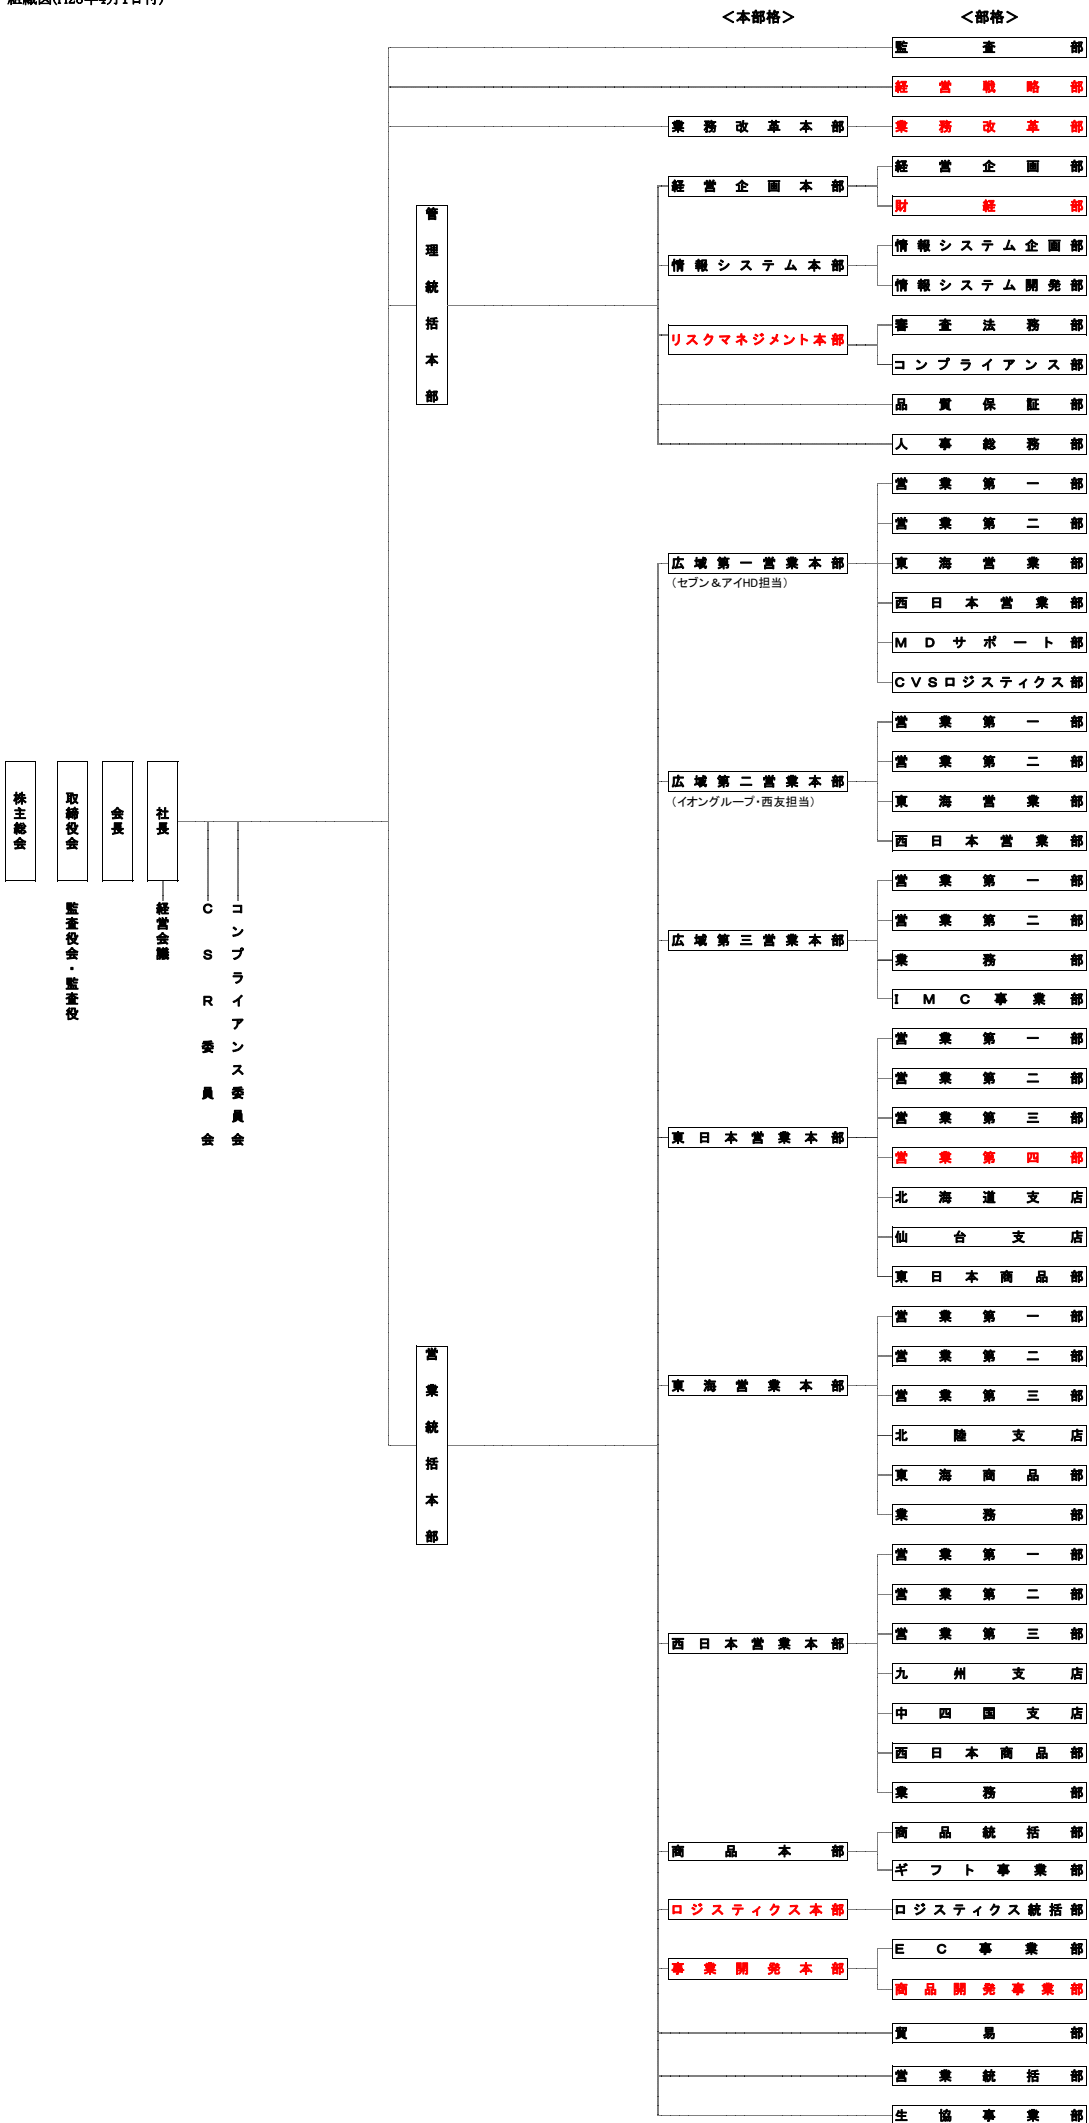 ＜本部格＞
＜部格＞
監査部
経営戦略部
業務改革本部
業務改革部
管理統括本部
経営企画本部
経営企画部
財経部
情報システム本部
情報システム企画部
情報システム開発部
リスクマネジメント本部
審査法務部
コンプライアンス部
品質保証部
人事総務部
広域第一営業本部
（セブン＆アイHD担当）
営業第一部
営業第二部
東海営業部
西日本営業部
ＭＤサポート部
ＣＶＳロジスティクス部
広域第二営業本部
（イオングループ・西友担当）
営業第一部
営業第二部
東海営業部
西日本営業部
株主総会
取締役会
会長
社長
監査役会・監査役
経営会議
ＣＳＲ委員会
コンプライアンス委員会
広域第三営業本部
営業第一部
営業第二部
業務部
ＩＭＣ事業部
東日本営業本部
営業第一部
営業第二部
営業第三部
営業第四部
北海道支店
仙台支店
東日本商品部
営業統括本部
東海営業本部
営業第一部
営業第二部
営業第三部
北陸支店
東海商品部
業務部
西日本営業本部
営業第一部
営業第二部
営業第三部
九州支店
中四国支店
西日本商品部
業務部
商品本部
商品統括部
ギフト事業部
ロジスティクス本部
ロジスティクス統括部
事業開発本部
ＥＣ事業部
商品開発事業部
貿易部
営業統括部
生協事業部